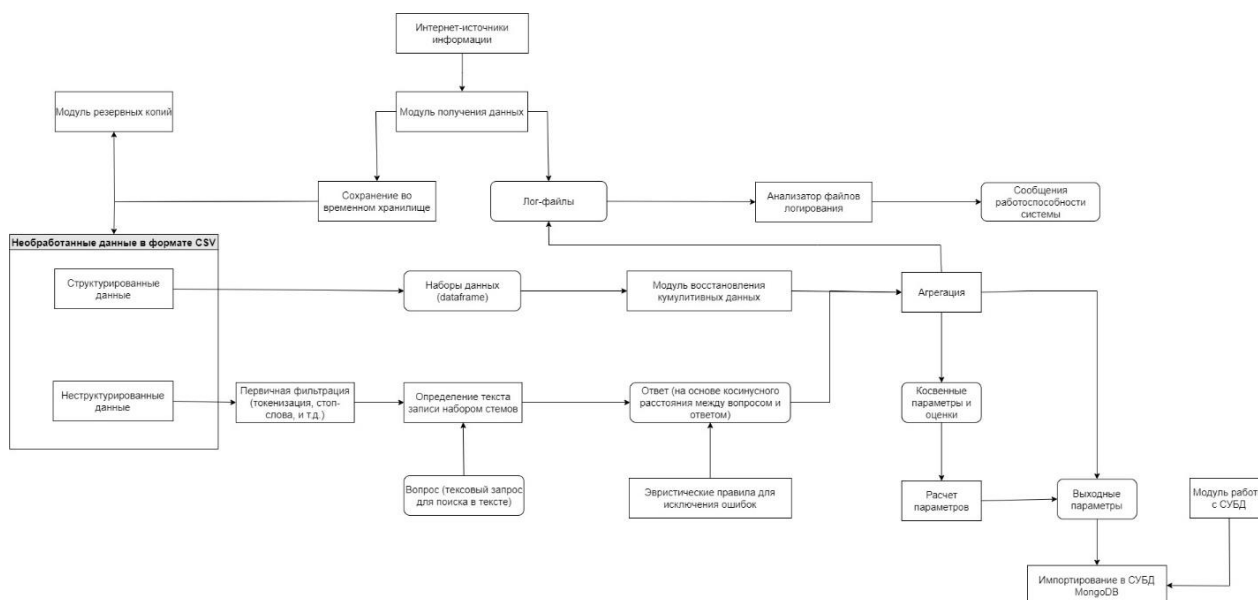 Интернет-источники
информации
Модуль резервных копий
Модуль получения данных
Сохранение во
временном хранилище
Лог-файлы
Анализатор файлов
логирования
Сообщения
работоспособности
системы
Необработанные данные в формате CSV
Структурированные
данные
Наборы данных
(dataframe)
Модуль восстановления
кумулитивных данных
Агрегация
Неструктурированные
данные
Первичная фильтрация
(токенизация, стоп-
слова, и т.д.)
Определение текста
записи набором стемов
Ответ (на основе косинусного
расстояния между вопросом и
ответом)
Косвенные
параметры и
оценки
Вопрос (тексовый запрос
для поиска в тексте)
Эвристические правила для
исключения ошибок
Расчет
параметров
Выходные
параметры
Модуль работ
с СУБД
Импортирование в СУБД
MongoDB